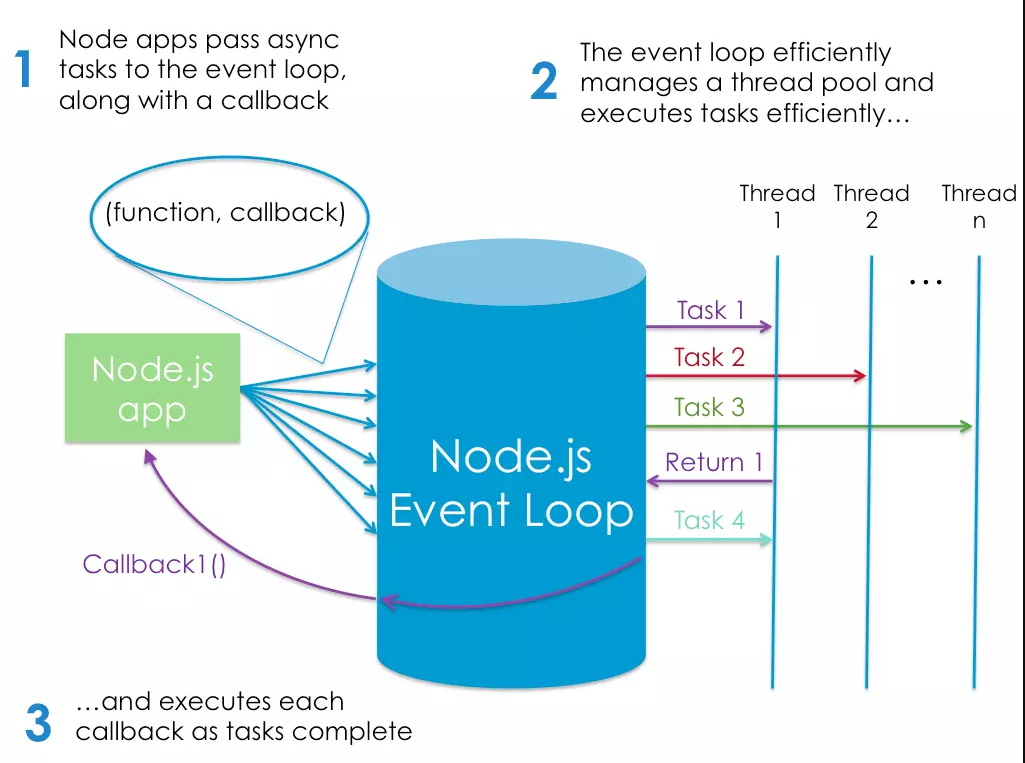 1
Node apps pass async
tasks to the event loop,
along with a callback
2
The event loop efficiently
manages a thread pool and
executes tasks efficiently…
(function, callback)
Thread
1
Thread
2
…
Thread
n
Node.js
app
Node.js
Event Loop
Task 1
Task 2
Task 3
Return 1
Task 4
Callback1()
3
…and executes each
callback as tasks complete